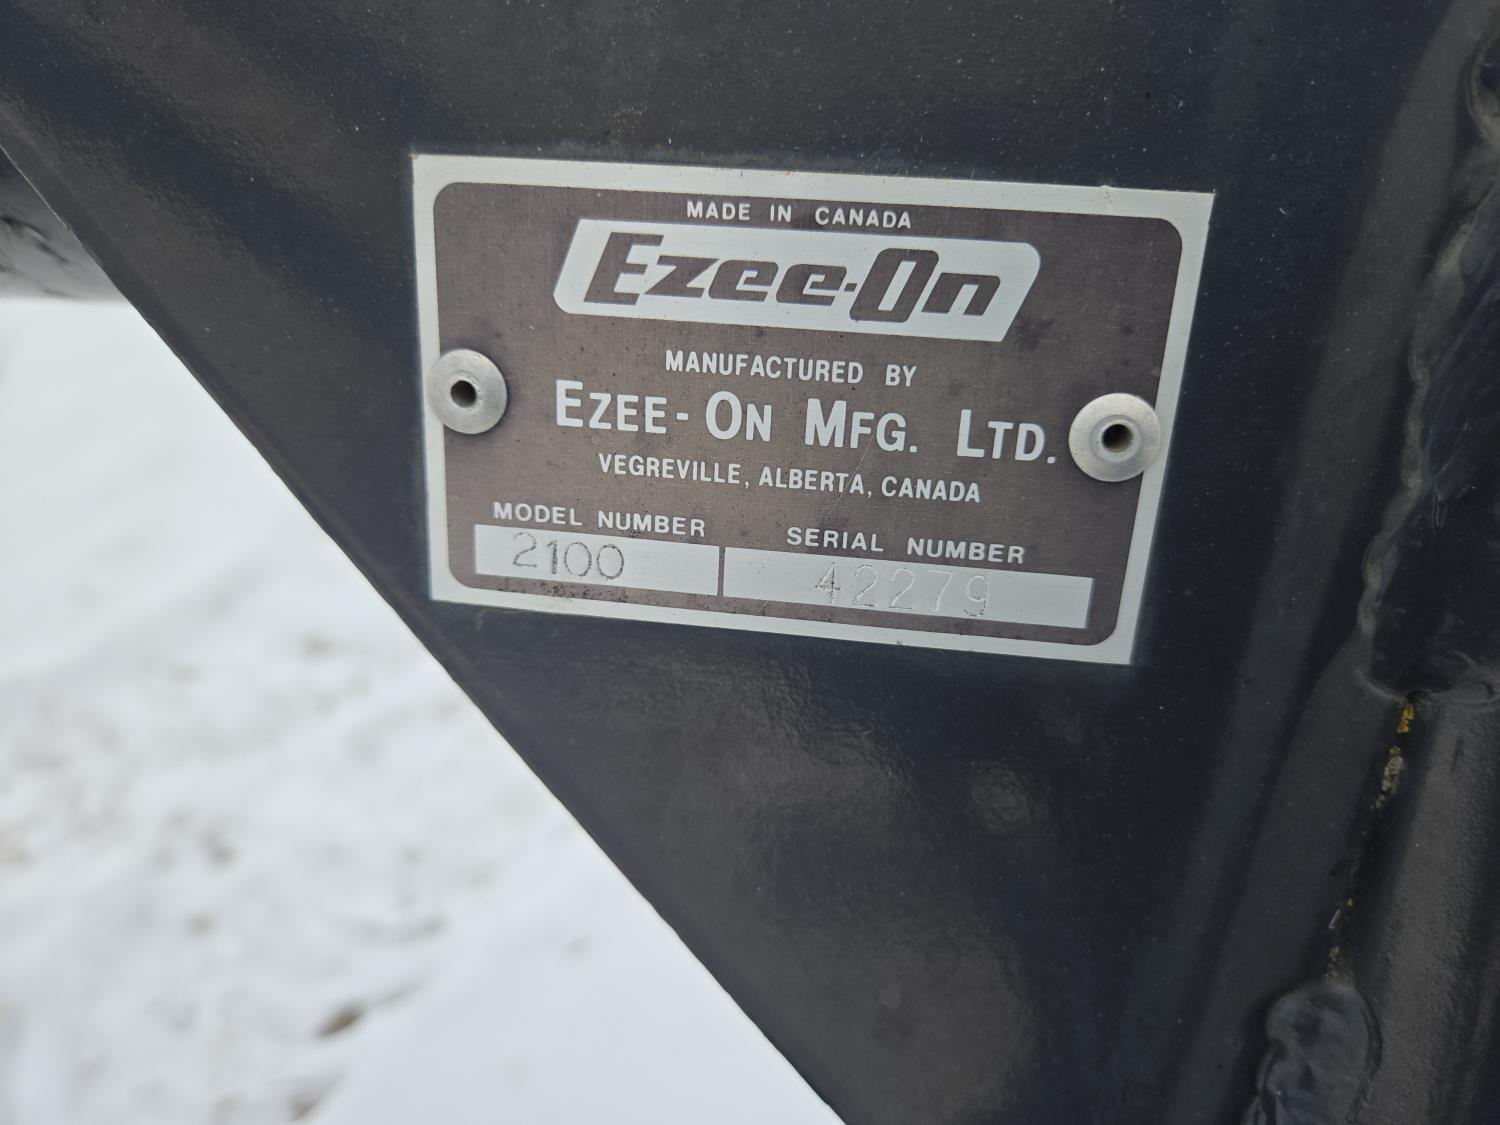 MADE IN CANADA
Ezee-On
MANUFACTURED BY
EZEE-ON MFG. LTD.
VEGREVILLE, ALBERTA, CANADA
MODEL NUMBER
2100
SERIAL NUMBER
42279